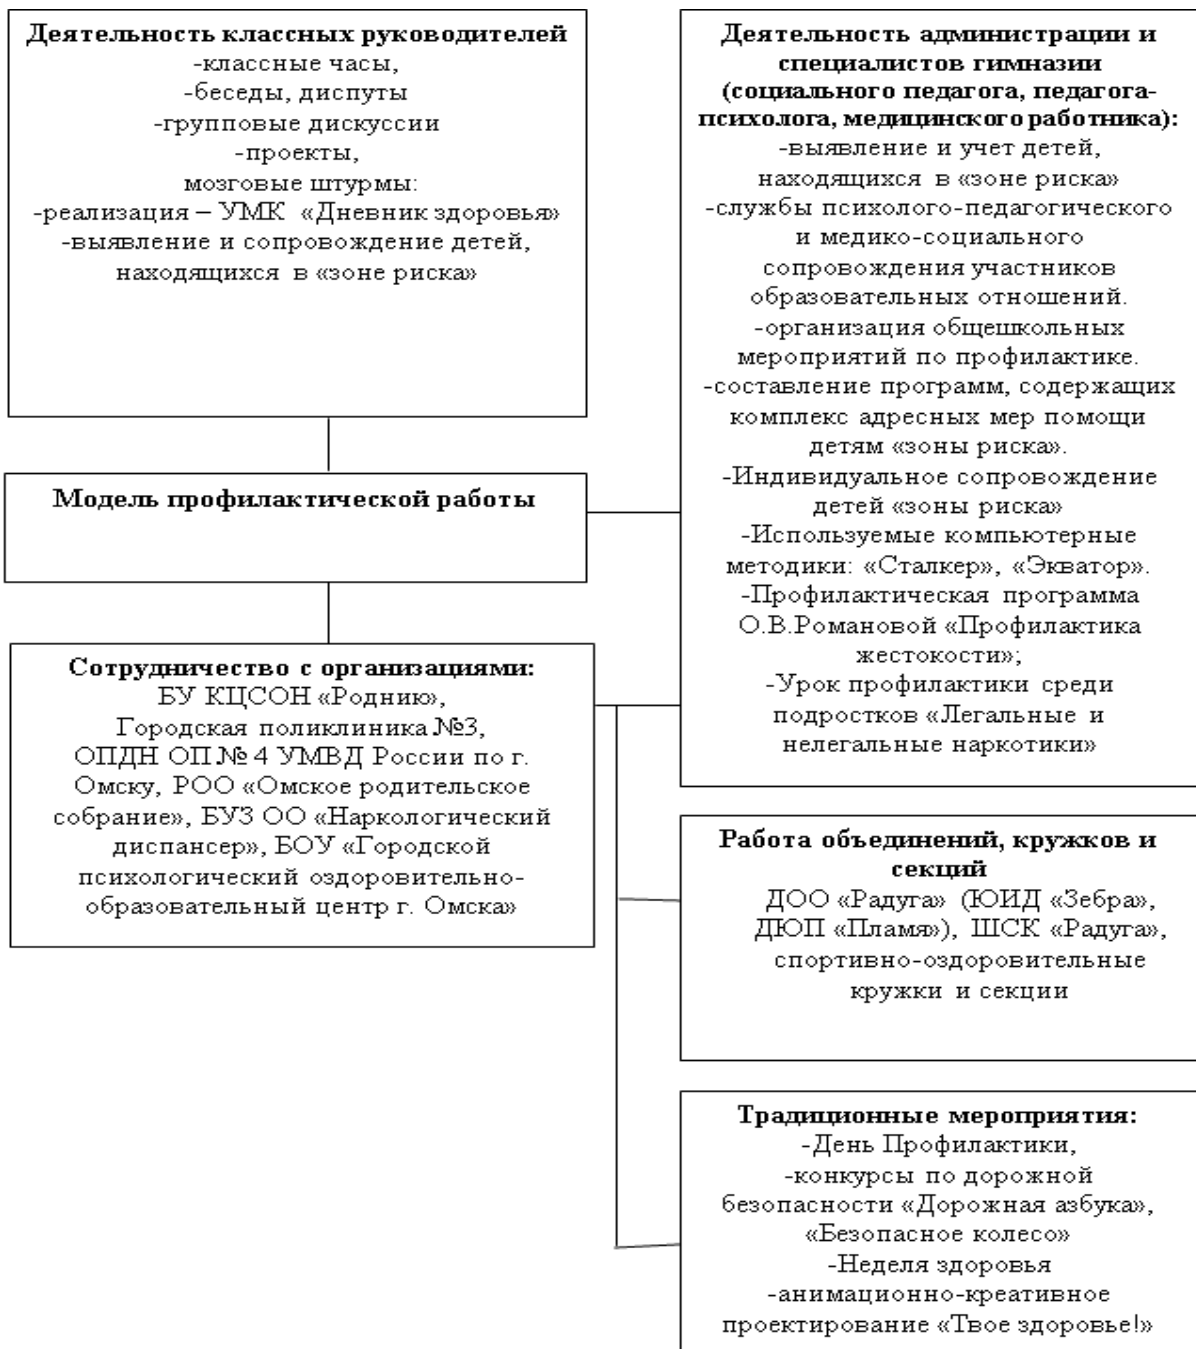 Деятельность классных руководителей
-классные часы,
-беседы, диспуты
-групповые дискуссии
-проекты,
мозговые штурмы:
-реализация – УМК «Дневник здоровья»
-выявление и сопровождение детей,
находящихся в «зоне риска»
Модель профилактической работы
Сотрудничество с организациями:
БУ КЦСОН «Роднию»,
Городская поликлиника №3,
ОПДН ОП № 4 УМВД России по г.
Омску, РОО «Омское родительское
собрание», БУЗ ОО «Наркологический
диспансер», БОУ «Городской
психологический оздоровительно-
образовательный центр г. Омска»
Деятельность администрации и
специалистов гимназии
(социального педагога, педагога-
психолога, медицинского работника):
-выявление и учет детей,
находящихся в «зоне риска»
-службы психолого-педагогического
и медико-социального
сопровождения участников
образовательных отношений.
-организация общешкольных
мероприятий по профилактике.
-составление программ, содержащих
комплекс адресных мер помощи
детям «зоны риска».
-Индивидуальное сопровождение
детей «зоны риска»
-Используемые компьютерные
методики: «Сталкер», «Экватор».
-Профилактическая программа
О.В.Романовой «Профилактика
жестокости»;
-Урок профилактики среди
подростков «Легальные и
нелегальные наркотики»
Работа объединений, кружков и
секций
ДОО «Радуга» (ЮИД «Зебра»,
ДЮП «Пламя»), ШСК «Радуга»,
спортивно-оздоровительные
кружки и секции
Традиционные мероприятия:
-День Профилактики,
-конкурсы по дорожной
безопасности «Дорожная азбука»,
«Безопасное колесо»
-Неделя здоровья
-анимационно-креативное
проектирование «Твое здоровье!»